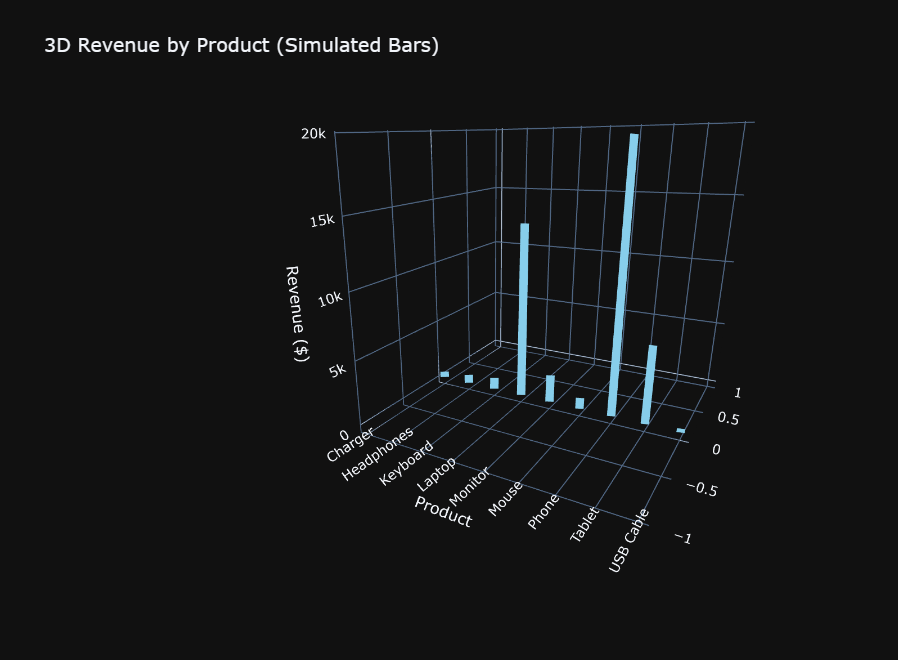 3D Revenue by Product (Simulated Bars)
20k
15k
10k
5k
0
Revenue ($)
Charger
Headphones
Keyboard
Laptop
Monitor
Mouse
Phone
Tablet
USB Cable
Product
1
0.5
0
−0.5
−1